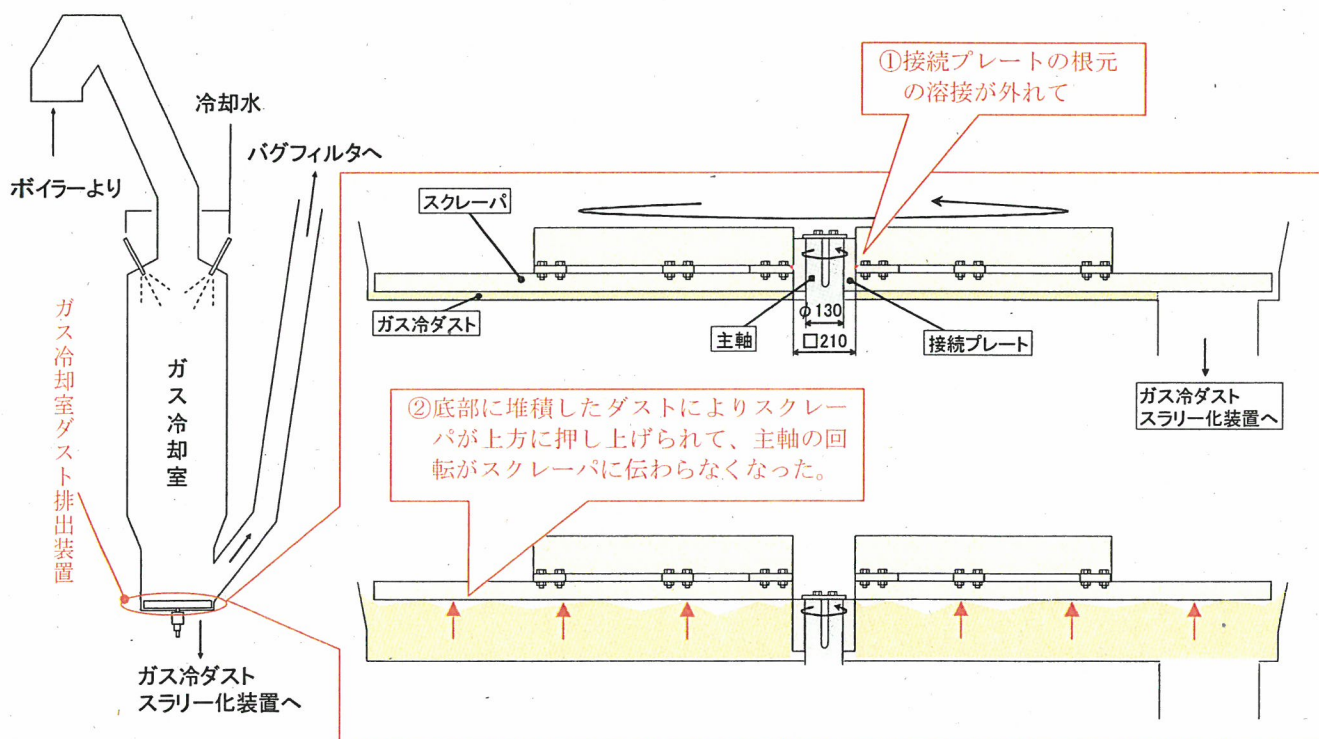 冷却水
バグフィルタへ
ボイラーより
ガス冷却室
ガス冷却室ダスト排出装置
ガス冷ダスト
スラリー化装置へ
①接続プレートの根元
の溶接が外れて
スクレーパ
ガス冷ダスト
φ130
主軸
□210
接続プレート
ガス冷ダスト
スラリー化装置へ
②底部に堆積したダストによりスクレー
パが上方に押し上げられて、主軸の回
転がスクレーパに伝わらなくなった。